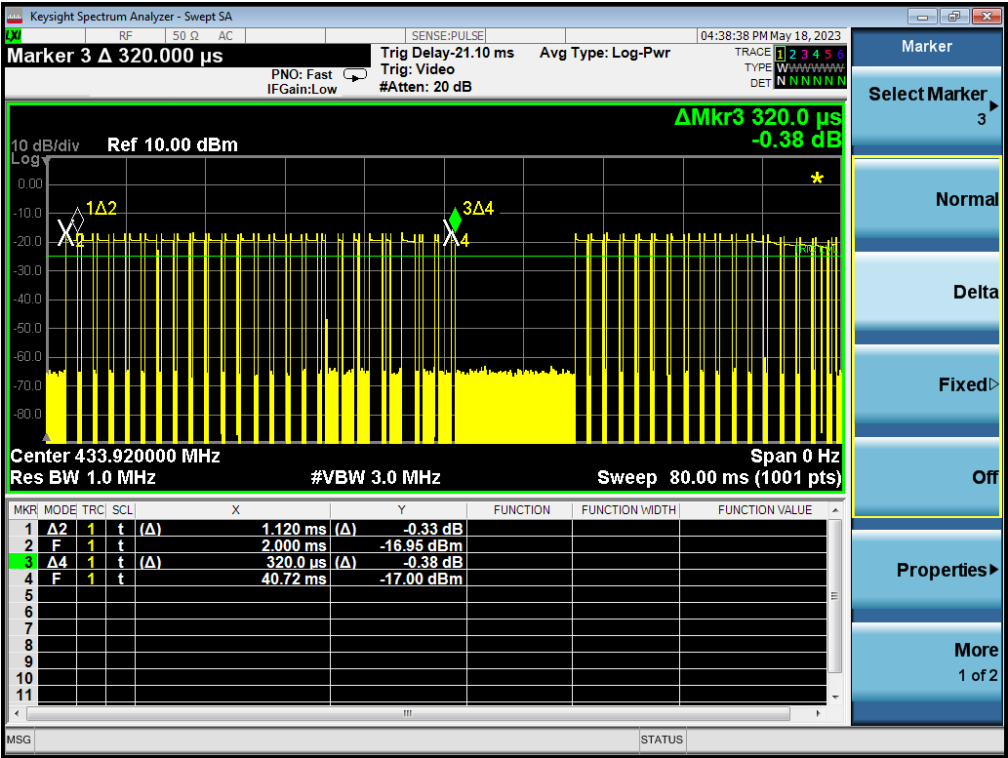 Keysight Spectrum Analyzer - Swept SA
LXI RF 50 Ω AC SENSE:PULSE 04:38:38 PM May 18, 2023
Marker 3 Δ 320.000 µs
PNO: Fast
IFGain:Low
Trig Delay-21.10 ms
Trig: Video
#Atten: 20 dB
Avg Type: Log-Pwr
TRACE 1 2 3 4 5 6
TYPE WWWWWW
DET N N N N N N
ΔMkr3 320.0 µs
-0.38 dB
10 dB/div Ref 10.00 dBm
Log
0.00
-10.0
-20.0
-30.0
-40.0
-50.0
-60.0
-70.0
-80.0
1Δ2
2
3Δ4
4
*
Center 433.920000 MHz Span 0 Hz
Res BW 1.0 MHz #VBW 3.0 MHz Sweep 80.00 ms (1001 pts)
MKR MODE TRC SCL X Y FUNCTION FUNCTION WIDTH FUNCTION VALUE
1 Δ2 1 t (Δ) 1.120 ms (Δ) -0.33 dB
2 F 1 t 2.000 ms -16.95 dBm
3 Δ4 1 t (Δ) 320.0 µs (Δ) -0.38 dB
4 F 1 t 40.72 ms -17.00 dBm
5
6
7
8
9
10
11
MSG STATUS
Marker
Select Marker
3
Normal
Delta
Fixed
Off
Properties
More
1 of 2